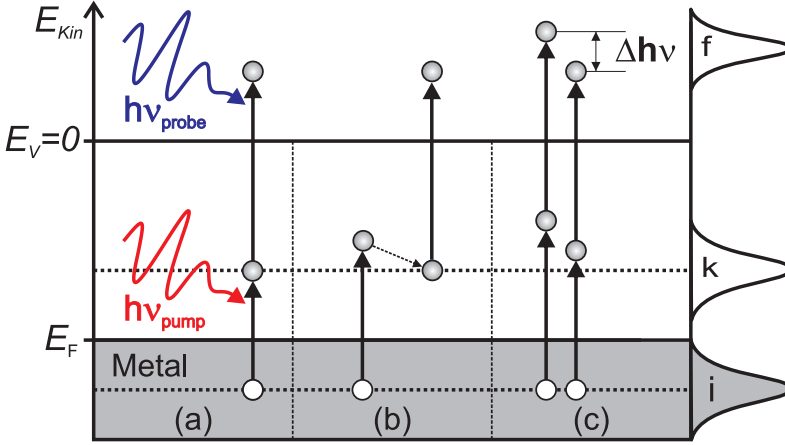 E_Kin
f
Δhν
hν_probe
E_V=0
k
hν_pump
E_F
Metal
i
(a)
(b)
(c)